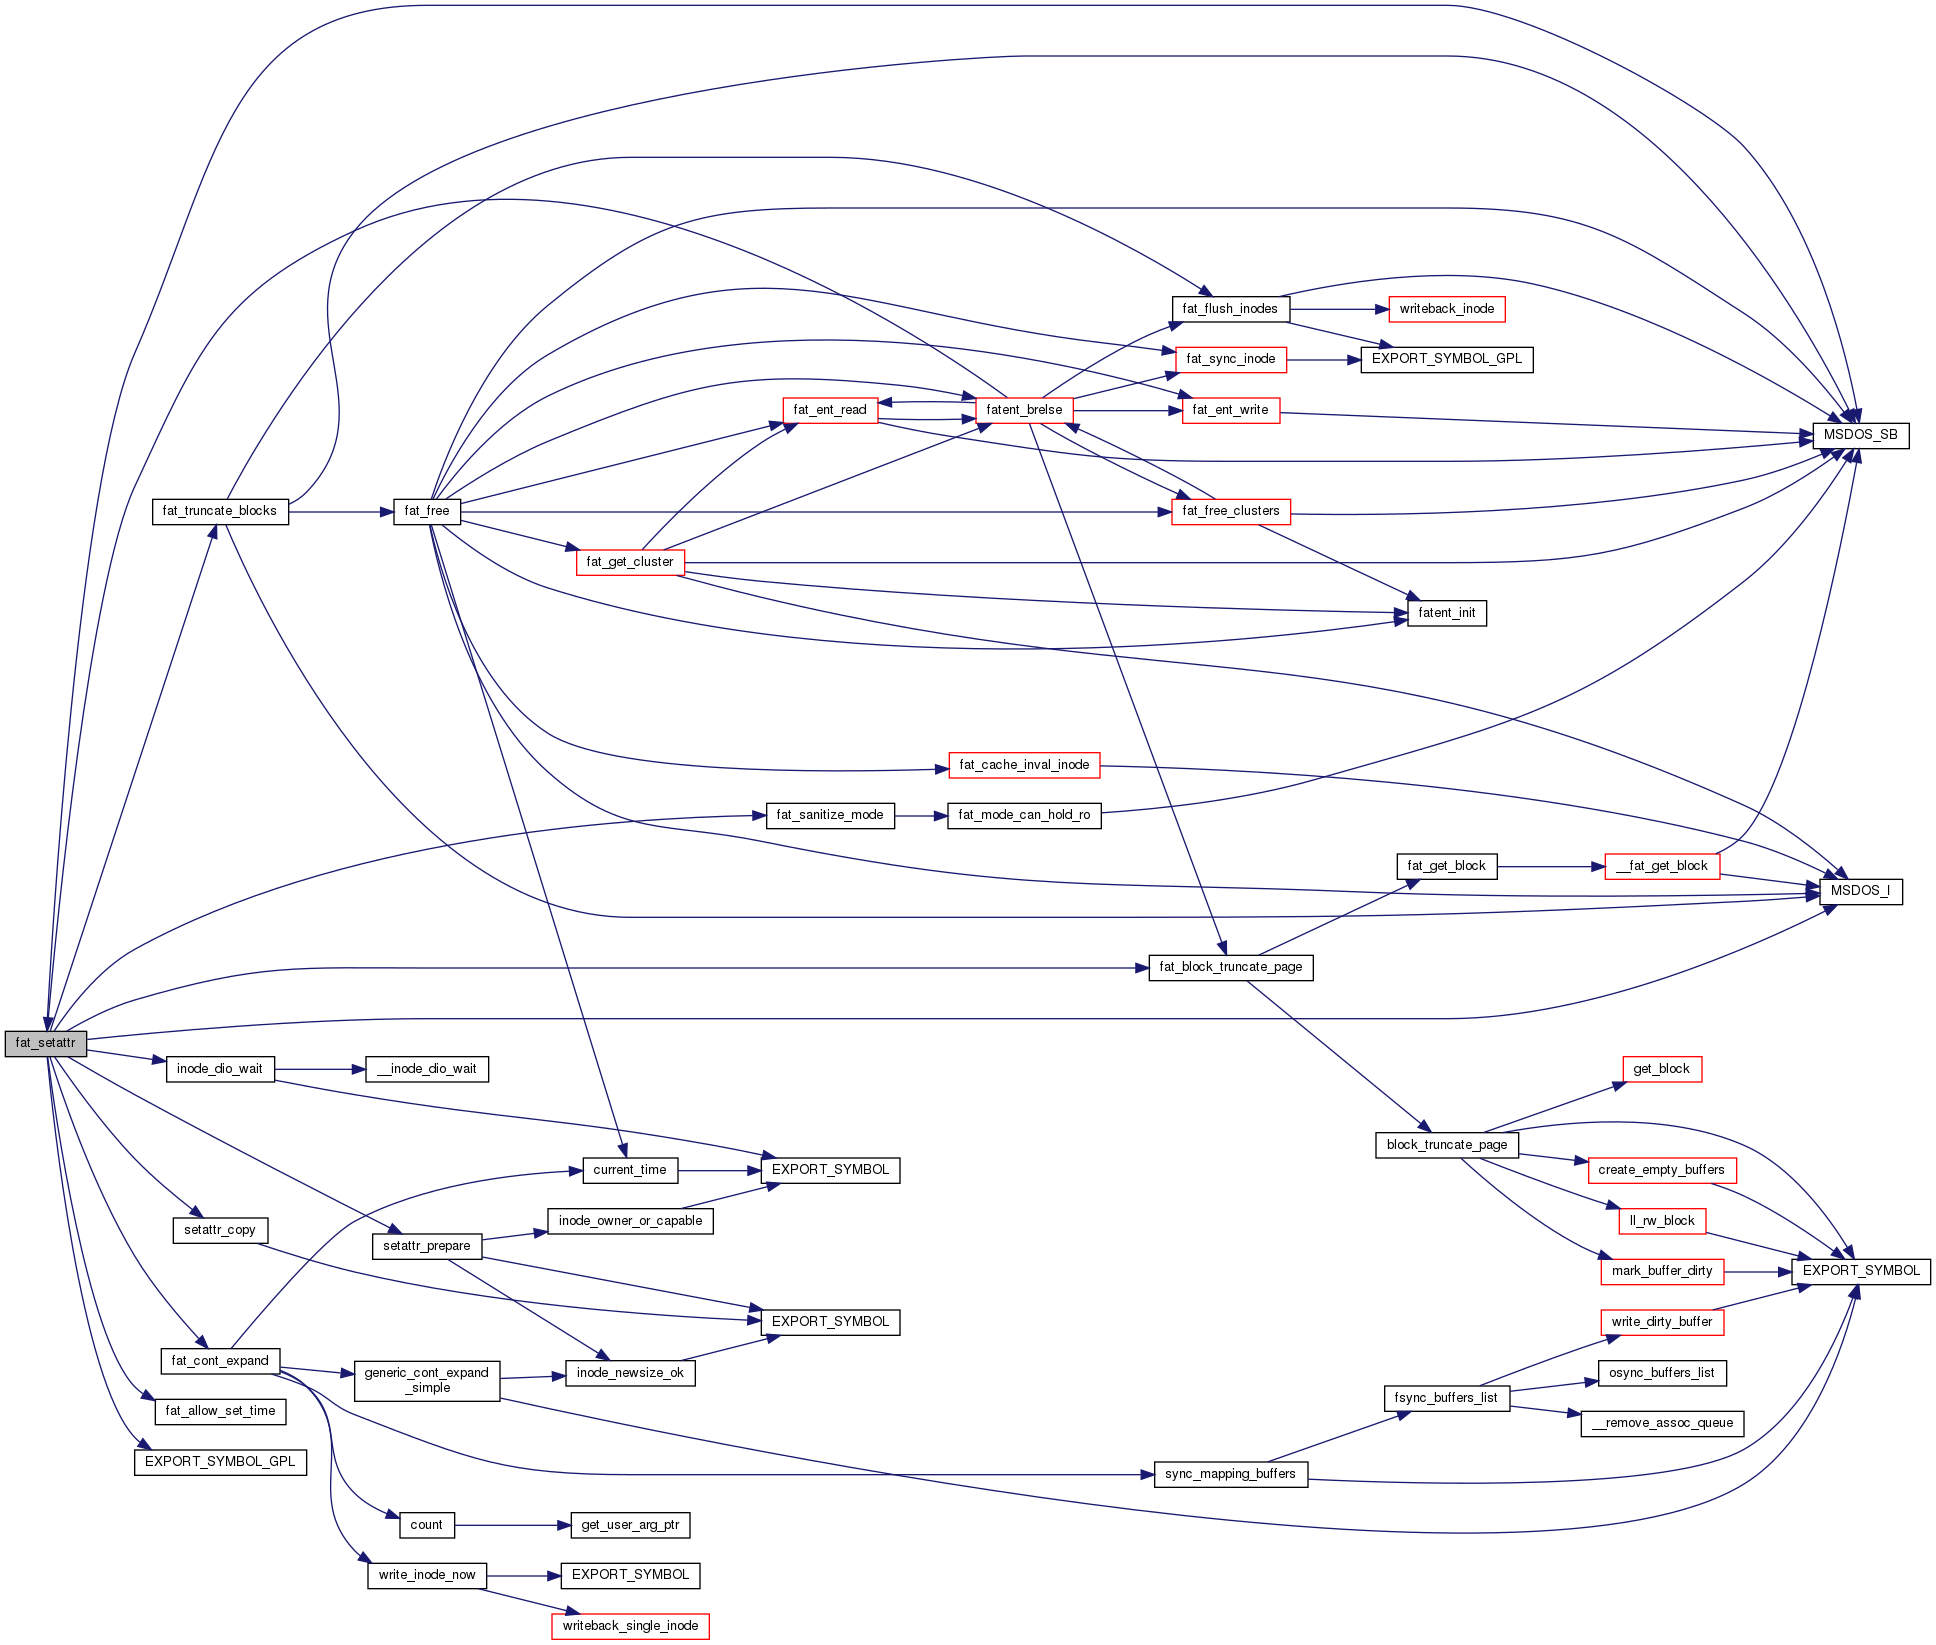 fat_flush_inodes
writeback_inode
fat_sync_inode
EXPORT_SYMBOL_GPL
fat_ent_read
fatent_brelse
fat_ent_write
MSDOS_SB
fat_truncate_blocks
fat_free
fat_free_clusters
fat_get_cluster
fatent_init
fat_cache_inval_inode
fat_sanitize_mode
fat_mode_can_hold_ro
fat_get_block
__fat_get_block
MSDOS_I
fat_block_truncate_page
fat_setattr
inode_dio_wait
__inode_dio_wait
get_block
block_truncate_page
current_time
EXPORT_SYMBOL
create_empty_buffers
setattr_copy
inode_owner_or_capable
ll_rw_block
setattr_prepare
mark_buffer_dirty
EXPORT_SYMBOL
EXPORT_SYMBOL
write_dirty_buffer
fat_cont_expand
generic_cont_expand
_simple
inode_newsize_ok
osync_buffers_list
fsync_buffers_list
fat_allow_set_time
__remove_assoc_queue
EXPORT_SYMBOL_GPL
sync_mapping_buffers
count
get_user_arg_ptr
write_inode_now
EXPORT_SYMBOL
writeback_single_inode